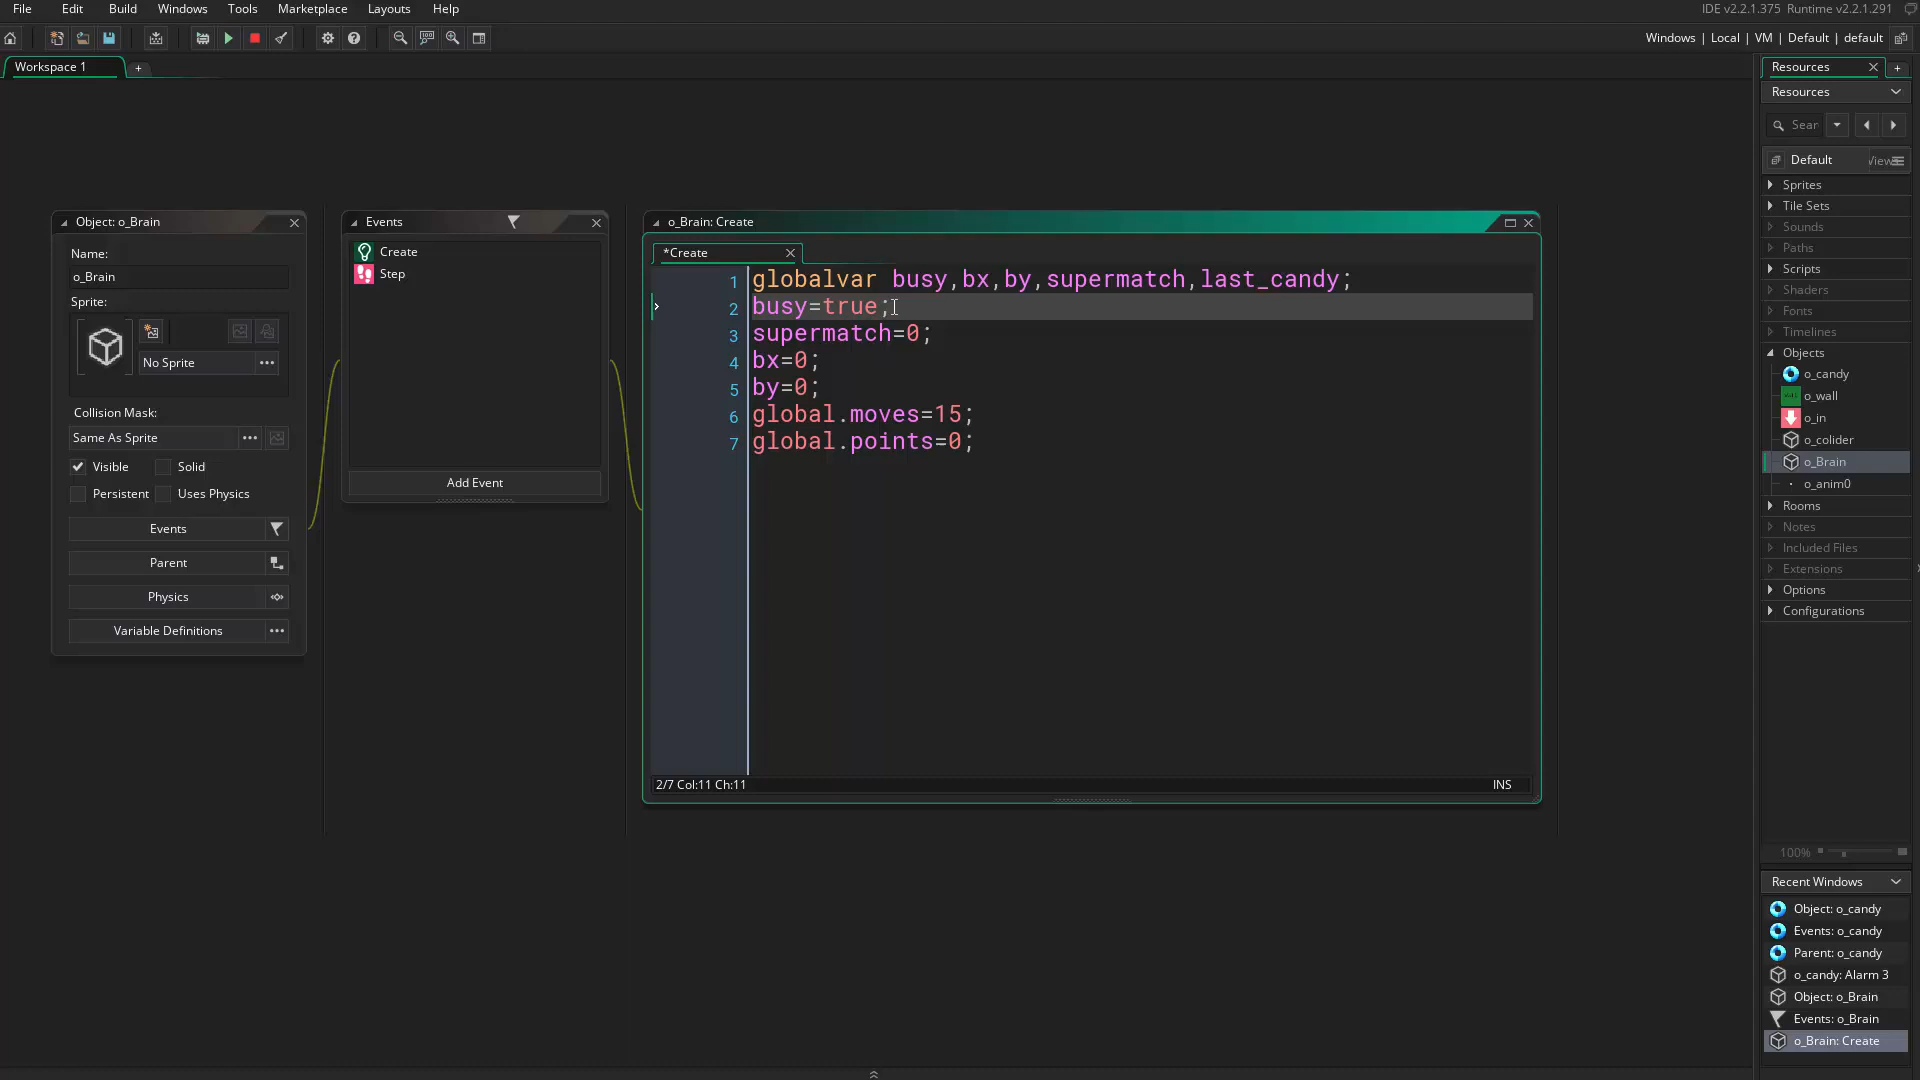 File Edit Build Windows Tools Marketplace Layouts Help
IDE v2.2.1.375 Runtime v2.2.1.291
Windows | Local | VM | Default | default
Workspace 1
Object: o_Brain
Name:
o_Brain
Sprite:
No Sprite
Collision Mask:
Same As Sprite
Visible Solid
Persistent Uses Physics
Events
Parent
Physics
Variable Definitions
Events
Create
Step
Add Event
o_Brain: Create
*Create
1 globalvar busy,bx,by,supermatch,last_candy;
2 busy=true;
3 supermatch=0;
4 bx=0;
5 by=0;
6 global.moves=15;
7 global.points=0;
2/7 Col:11 Ch:11 INS
Resources
Resources
Sear
Default Views
Sprites
Tile Sets
Sounds
Paths
Scripts
Shaders
Fonts
Timelines
Objects
o_candy
o_wall
o_in
o_colider
o_Brain
o_anim0
Rooms
Notes
Included Files
Extensions
Options
Configurations
100%
Recent Windows
Object: o_candy
Events: o_candy
Parent: o_candy
o_candy: Alarm 3
Object: o_Brain
Events: o_Brain
o_Brain: Create